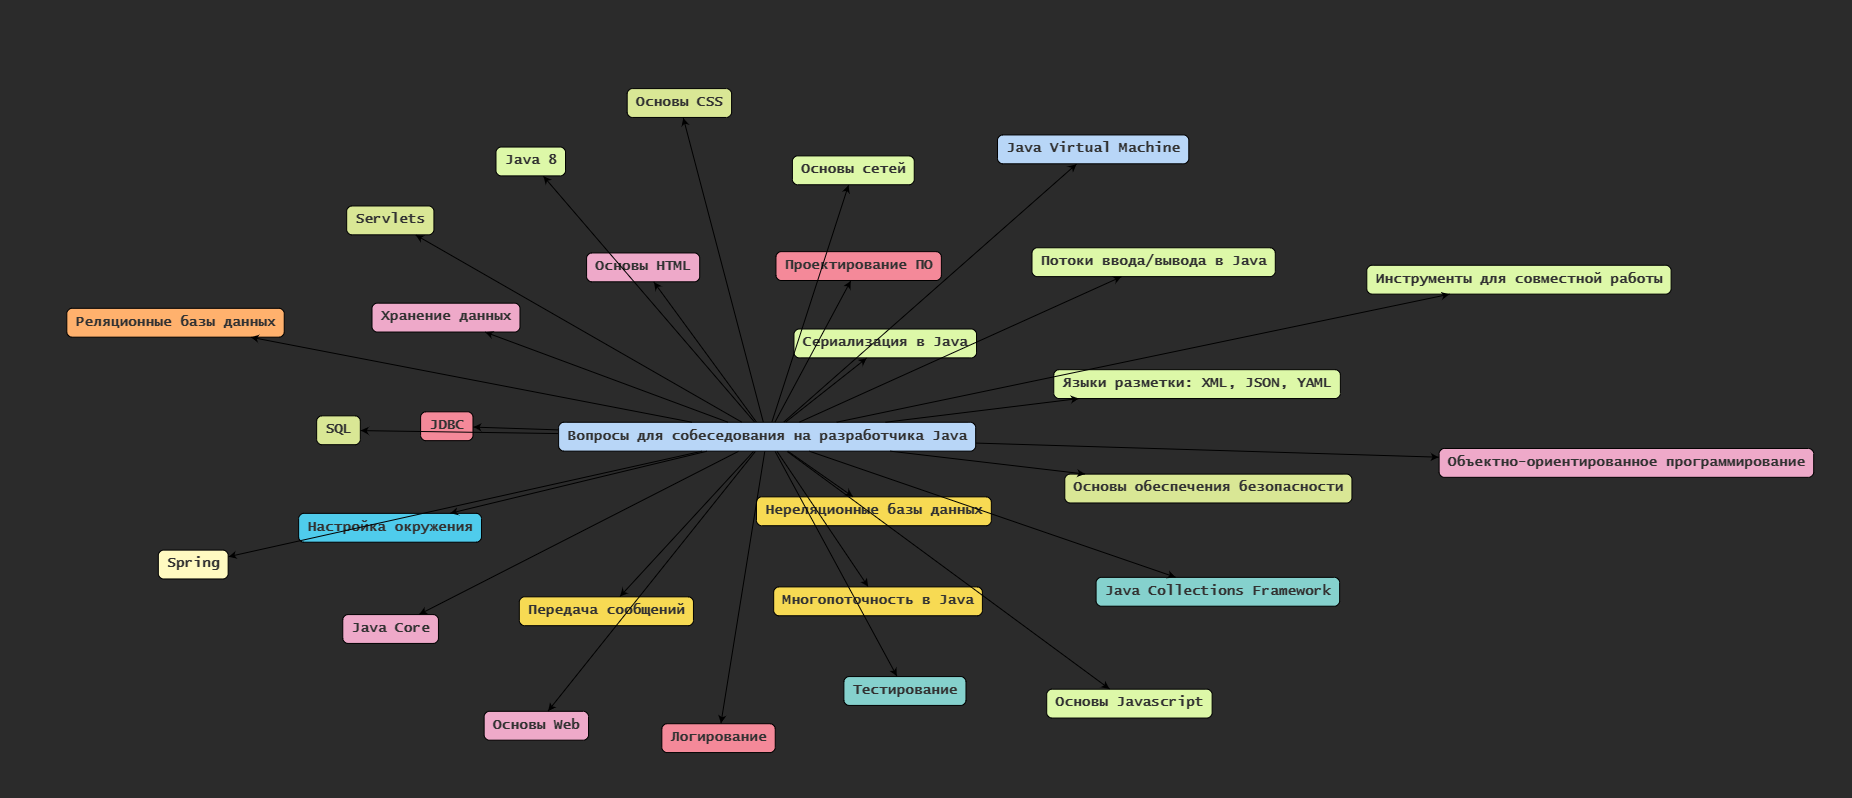 Основы CSS
Java Virtual Machine
Java 8
Основы сетей
Servlets
Основы HTML
Проектирование ПО
Потоки ввода/вывода в Java
Инструменты для совместной работы
Реляционные базы данных
Хранение данных
Сериализация в Java
Языки разметки: XML, JSON, YAML
SQL
JDBC
Вопросы для собеседования на разработчика Java
Объектно-ориентированное программирование
Основы обеспечения безопасности
Нереляционные базы данных
Настройка окружения
Spring
Java Collections Framework
Многопоточность в Java
Передача сообщений
Java Core
Тестирование
Основы Javascript
Основы Web
Логирование